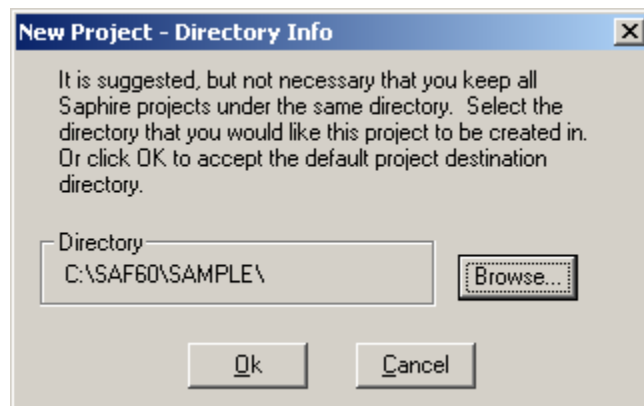 New Project - Directory Info
It is suggested, but not necessary that you keep all
Saphire projects under the same directory. Select the
directory that you would like this project to be created in.
Or click OK to accept the default project destination
directory.
Directory
C:\SAF60\SAMPLE\
Browse...
Ok
Cancel